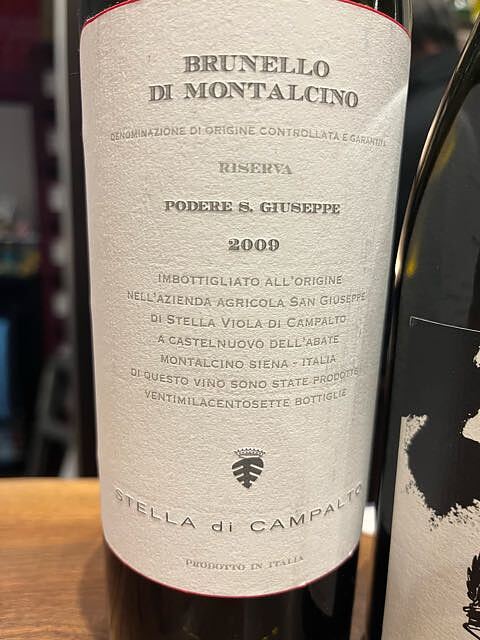 BRUNELLO
DI MONTALCINO
DENOMINAZIONE DI ORIGINE CONTROLLATA E GARANTITA
RISERVA
PODERE S. GIUSEPPE
2009
IMBOTTIGLIATO ALL'ORIGINE
NELL'AZIENDA AGRICOLA SAN GIUSEPPE
DI STELLA VIOLA DI CAMPALTO
A CASTELNUOVO DELL'ABATE
MONTALCINO SIENA - ITALIA
DI QUESTO VINO SONO STATE PRODOTTE
VENTIMILACENTOSETTE BOTTIGLIE
STELLA di CAMPALTO
PRODOTTO IN ITALIA